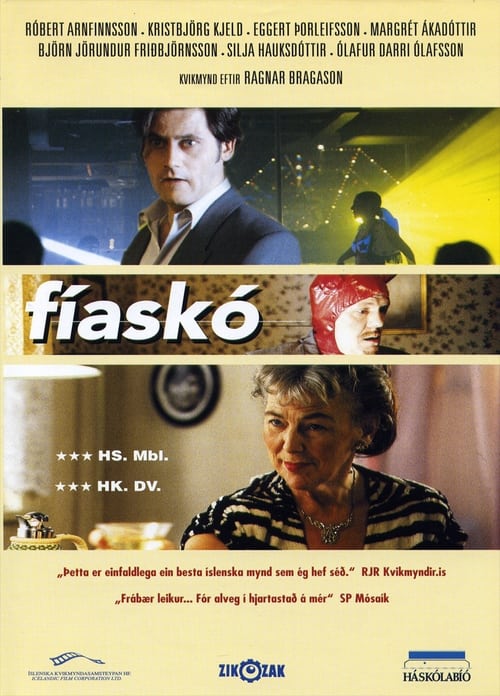 RÓBERT ARNFINNSSON • KRISTBJÖRG KJELD • EGGERT ÞORLEIFSSON • MARGRÉT ÁKADÓTTIR
BJÖRN JÖRUNDUR FRIÐBJÖRNSSON • SILJA HAUKSDÓTTIR • ÓLAFUR DARRI ÓLAFSSON
KVIKMYND EFTIR RAGNAR BRAGASON
fíaskó
★★★ HS. Mbl.
★★★ HK. DV.
„Þetta er einfaldlega ein besta íslenska mynd sem ég hef séð.“ RJR Kvikmyndir.is
„Frábær leikur... Fór alveg í hjartastað á mér“ SP Mósaík
ÍSLENSKA KVIKMYNDASAMSTEYPAN HF.
ICELANDIC FILM CORPORATION LTD.
ZIK ZAK
HÁSKÓLABÍÓ